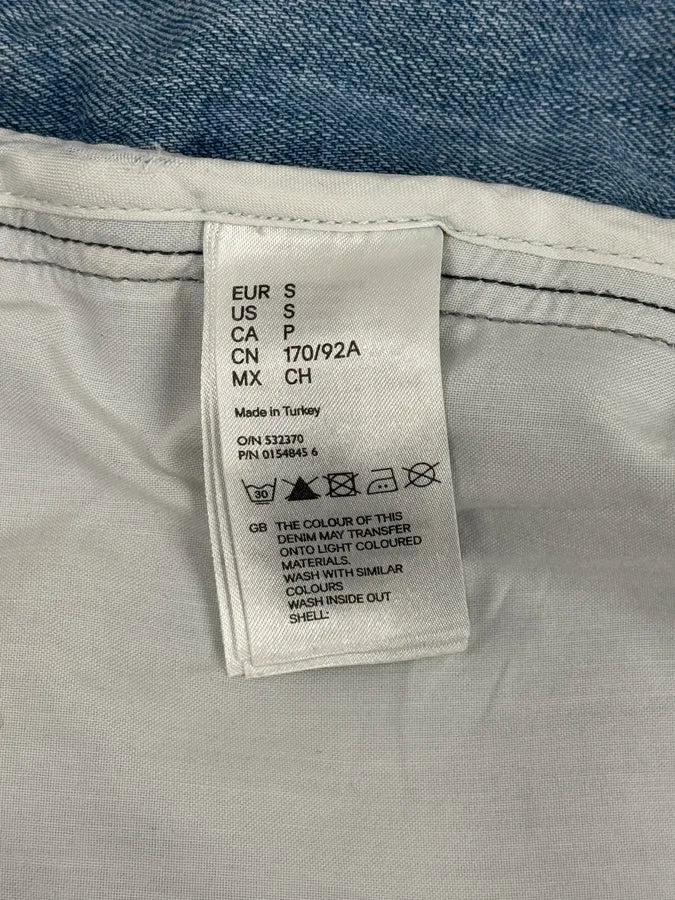 EUR S
US S
CA P
CN 170/92A
MX CH
Made in Turkey
O/N 532370
P/N 0154845 6
30
GB THE COLOUR OF THIS
DENIM MAY TRANSFER
ONTO LIGHT COLOURED
MATERIALS.
WASH WITH SIMILAR
COLOURS
WASH INSIDE OUT
SHELL: